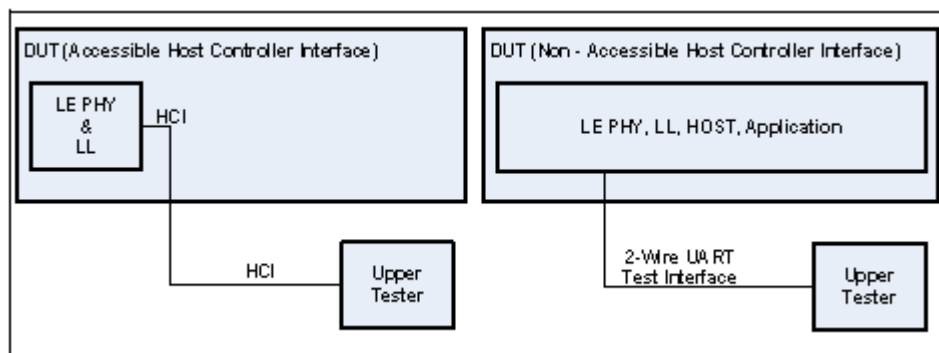 DUT (Accessible Host Controller Interface)
LE PHY
&
LL
HCI
HCI
Upper
Tester
DUT (Non - Accessible Host Controller Interface)
LE PHY, LL, HOST, Application
2-Wire UART
Test Interface
Upper
Tester